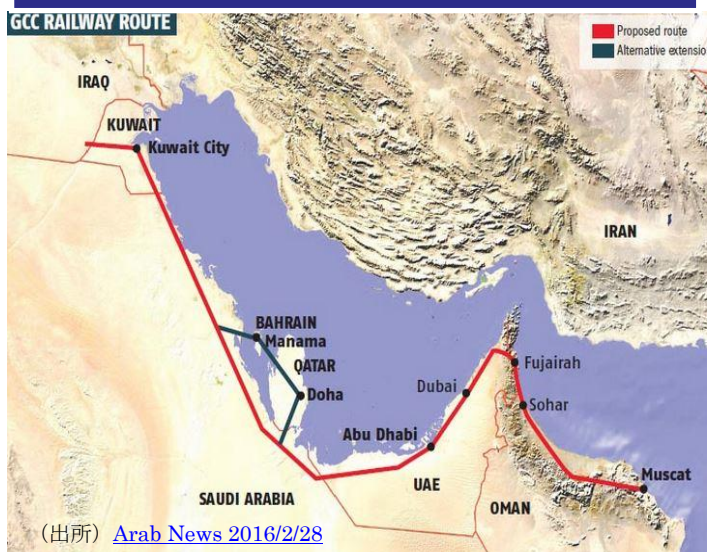 GCC RAILWAY ROUTE
Proposed route
Alternative extensio
IRAQ
KUWAIT
Kuwait City
IRAN
BAHRAIN
Manama
QATAR
Doha
Dubai
Fujairah
Sohar
Abu Dhabi
Muscat
UAE
SAUDI ARABIA
OMAN
（出所）Arab News 2016/2/28